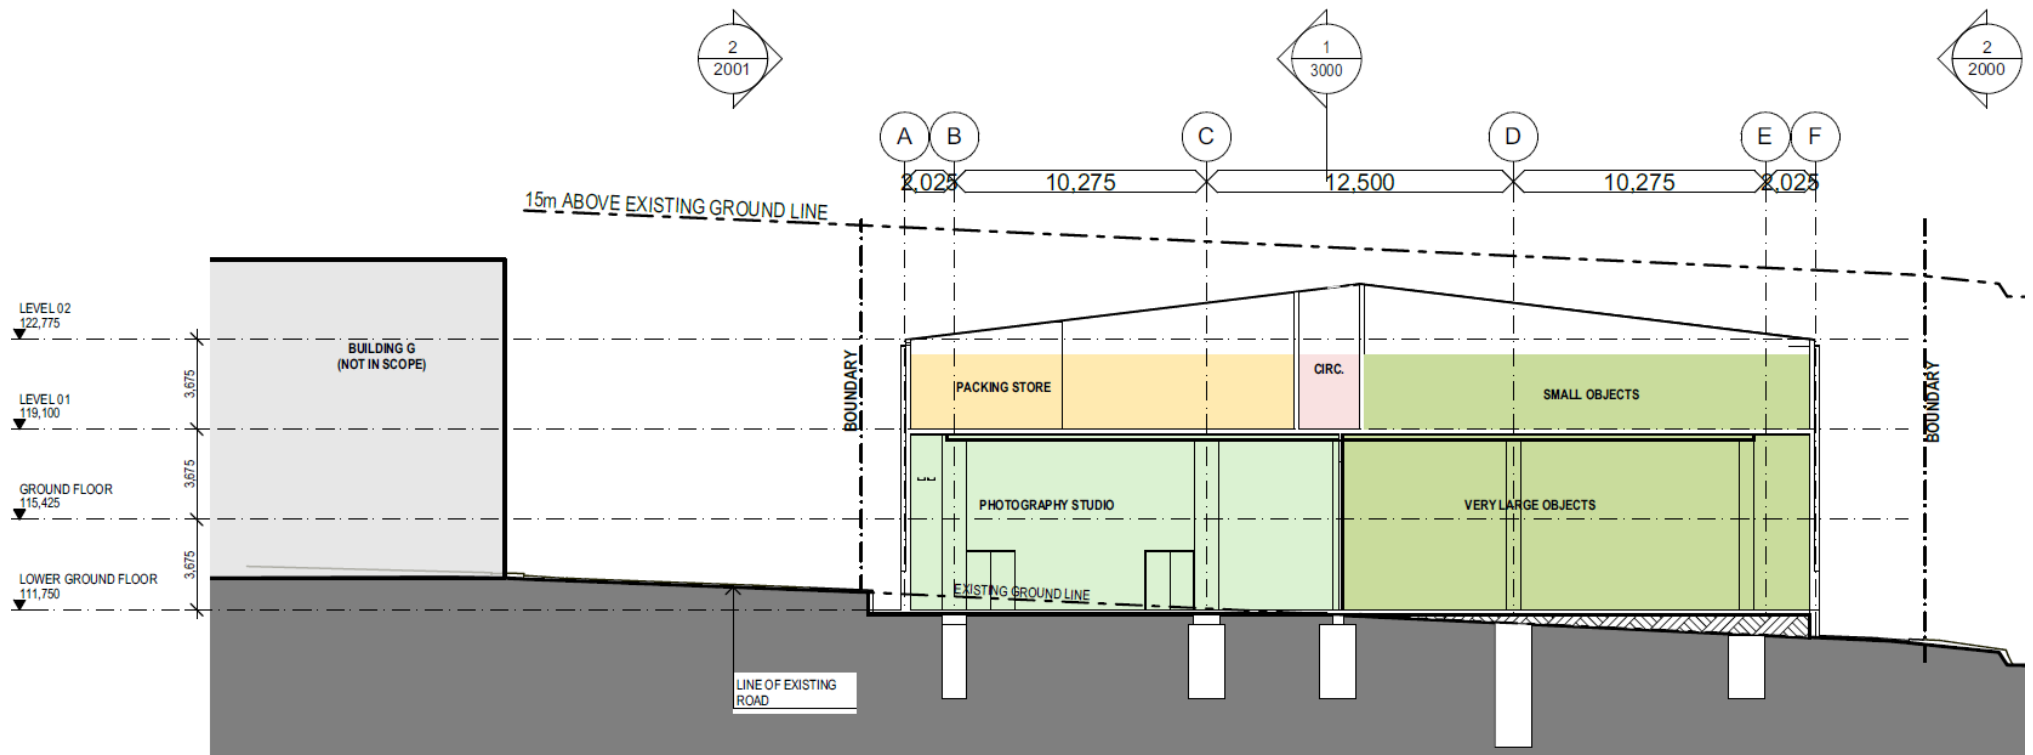 2
2001
1
3000
2
2000
A
B
C
D
E
F
2,025
10,275
12,500
10,275
2,025
15m ABOVE EXISTING GROUND LINE
LEVEL 02
122,775
3,675
LEVEL 01
119,100
3,675
GROUND FLOOR
115,425
3,675
LOWER GROUND FLOOR
111,750
BUILDING G
(NOT IN SCOPE)
BOUNDARY
PACKING STORE
CIRC.
SMALL OBJECTS
BOUNDARY
PHOTOGRAPHY STUDIO
VERY LARGE OBJECTS
EXISTING GROUND LINE
LINE OF EXISTING
ROAD